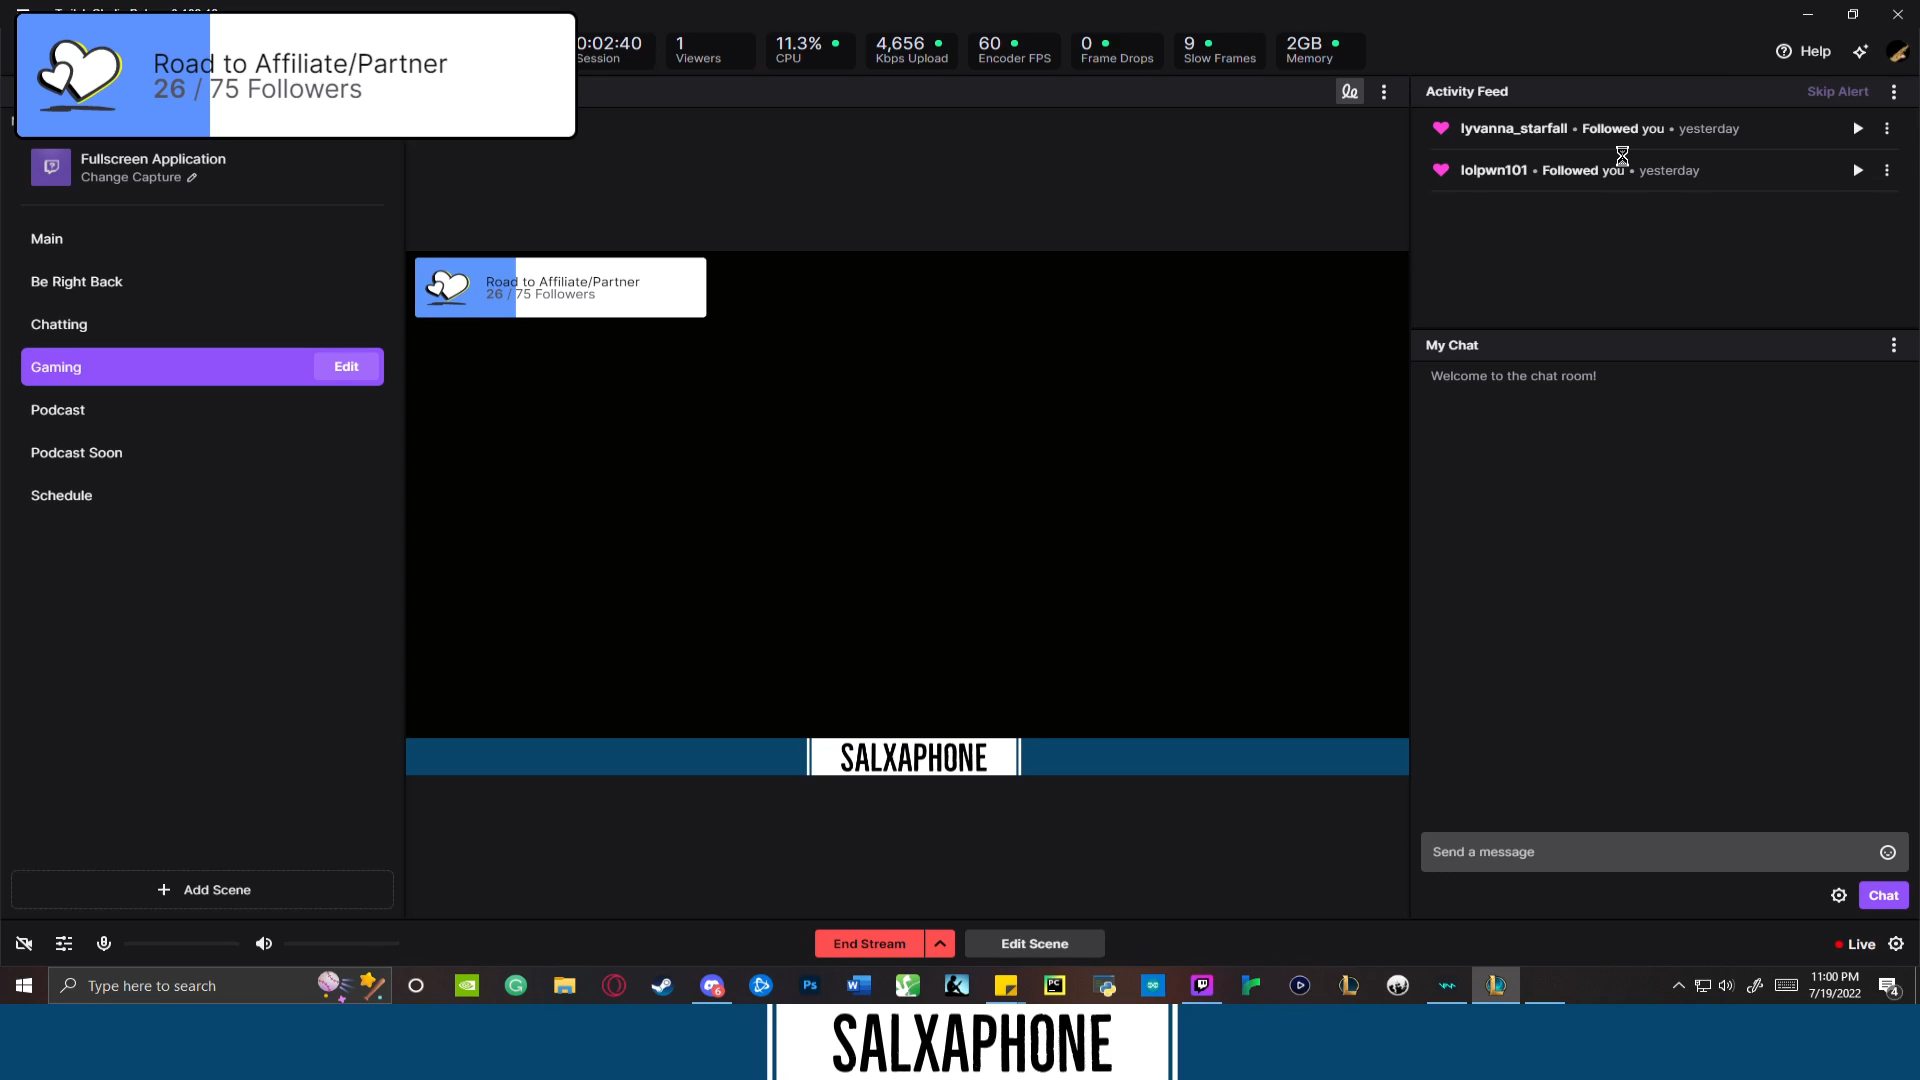 Road to Affiliate/Partner
26 / 75 Followers
0:02:40
Session
1
Viewers
11.3%
CPU
4,656
Kbps Upload
60
Encoder FPS
0
Frame Drops
9
Slow Frames
2GB
Memory
Help
Fullscreen Application
Change Capture
Main
Be Right Back
Chatting
Gaming
Edit
Podcast
Podcast Soon
Schedule
Add Scene
Road to Affiliate/Partner
26 / 75 Followers
SALXAPHONE
Activity Feed
Skip Alert
lyvanna_starfall • Followed you • yesterday
lolpwn101 • Followed you • yesterday
My Chat
Welcome to the chat room!
Send a message
Chat
End Stream
Edit Scene
Live
Type here to search
6
Ps
W
PC
11:00 PM
7/19/2022
4
SALXAPHONE